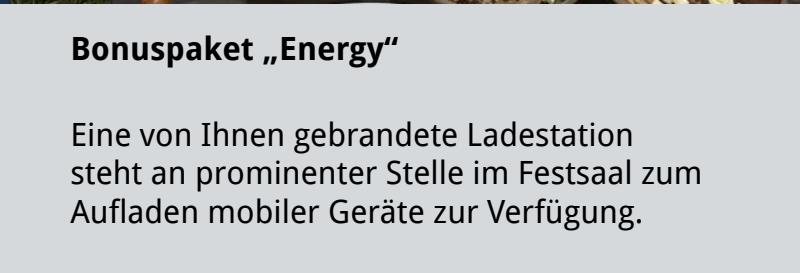 Bonuspaket „Energy“
Eine von Ihnen gebrandete Ladestation
steht an prominenter Stelle im Festsaal zum
Aufladen mobiler Geräte zur Verfügung.